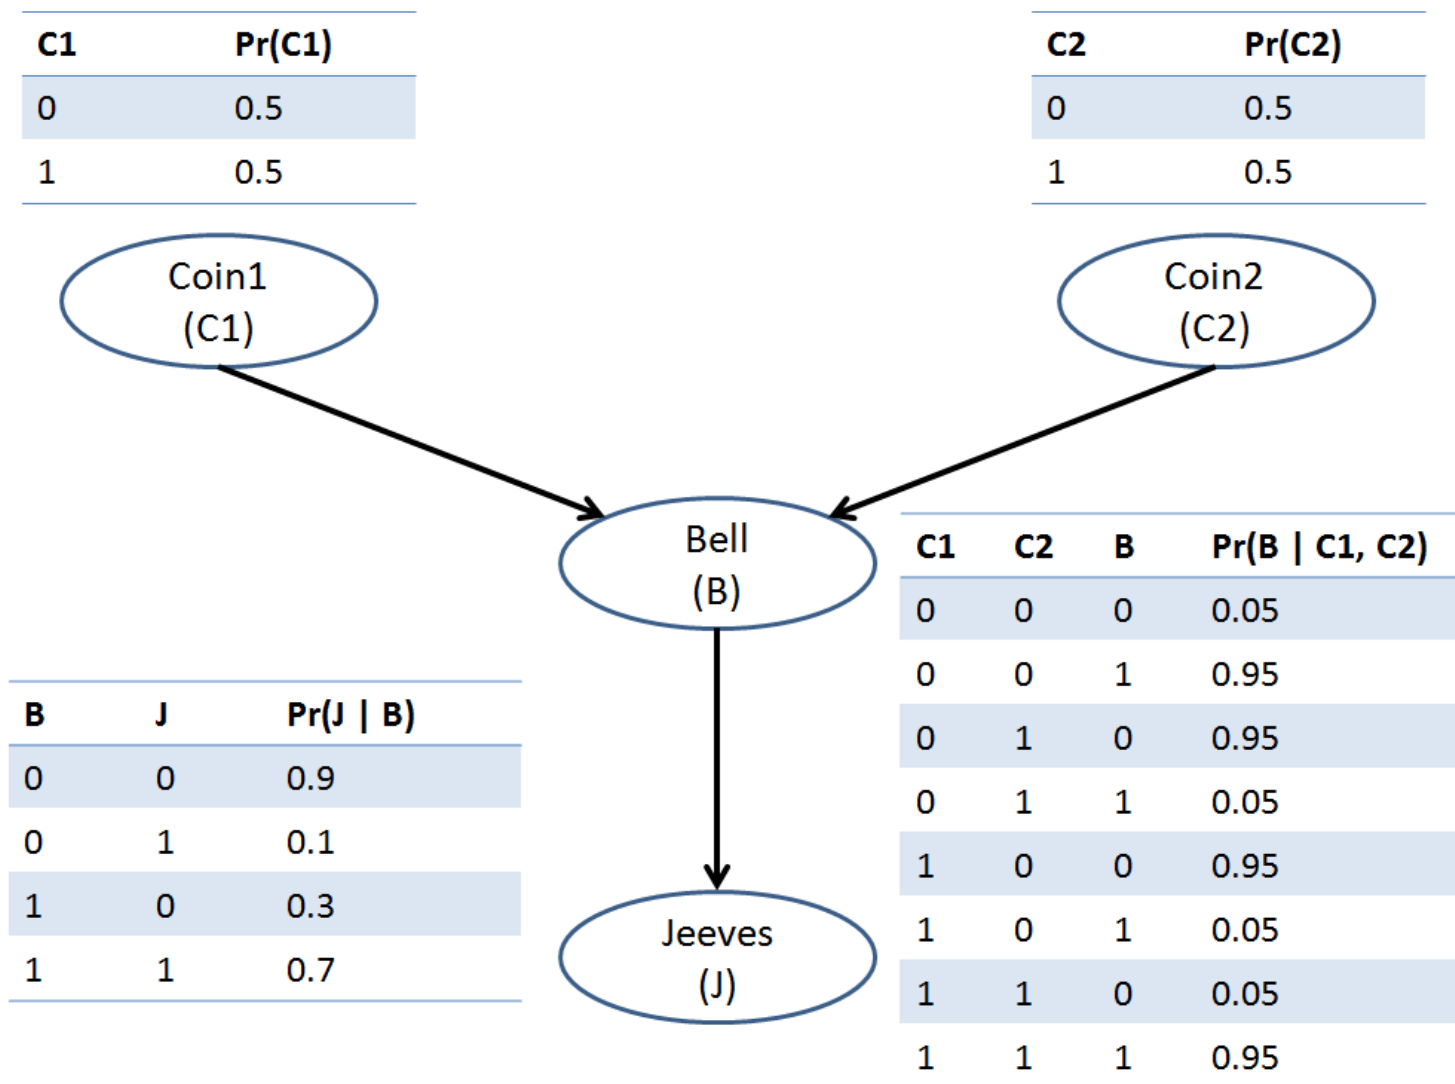 C1 Pr(C1)
0 0.5
1 0.5
C2 Pr(C2)
0 0.5
1 0.5
Coin1
(C1)
Coin2
(C2)
Bell
(B)
C1 C2 B Pr(B | C1, C2)
0 0 0 0.05
0 0 1 0.95
0 1 0 0.95
0 1 1 0.05
1 0 0 0.95
1 0 1 0.05
1 1 0 0.05
1 1 1 0.95
B J Pr(J | B)
0 0 0.9
0 1 0.1
1 0 0.3
1 1 0.7
Jeeves
(J)